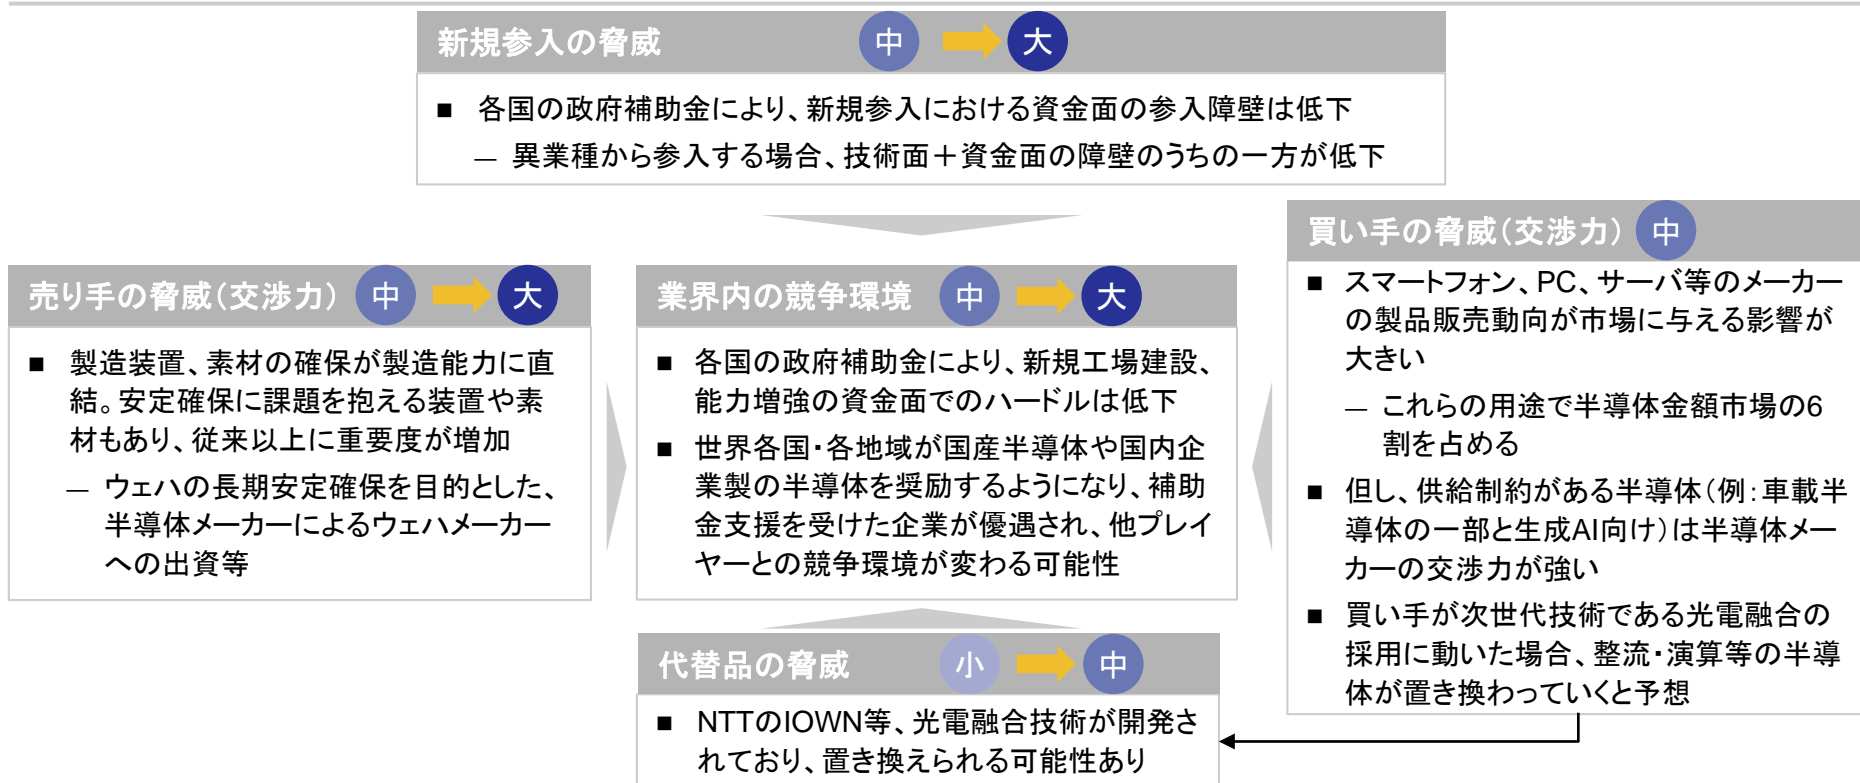 新規参入の脅威 中 大
■ 各国の政府補助金により、新規参入における資金面の参入障壁は低下
― 異業種から参入する場合、技術面＋資金面の障壁のうちの一方が低下
売り手の脅威（交渉力） 中 大
■ 製造装置、素材の確保が製造能力に直
結。安定確保に課題を抱える装置や素
材もあり、従来以上に重要度が増加
― ウェハの長期安定確保を目的とした、
半導体メーカーによるウェハメーカー
への出資等
業界内の競争環境 中 大
■ 各国の政府補助金により、新規工場建設、
能力増強の資金面でのハードルは低下
■ 世界各国・各地域が国産半導体や国内企
業製の半導体を奨励するようになり、補助
金支援を受けた企業が優遇され、他プレイ
ヤーとの競争環境が変わる可能性
買い手の脅威（交渉力） 中
■ スマートフォン、PC、サーバ等のメーカー
の製品販売動向が市場に与える影響が
大きい
― これらの用途で半導体金額市場の6
割を占める
■ 但し、供給制約がある半導体（例：車載半
導体の一部と生成AI向け）は半導体メー
カーの交渉力が強い
■ 買い手が次世代技術である光電融合の
採用に動いた場合、整流・演算等の半導
体が置き換わっていくと予想
代替品の脅威 小 中
■ NTTのIOWN等、光電融合技術が開発さ
れており、置き換えられる可能性あり